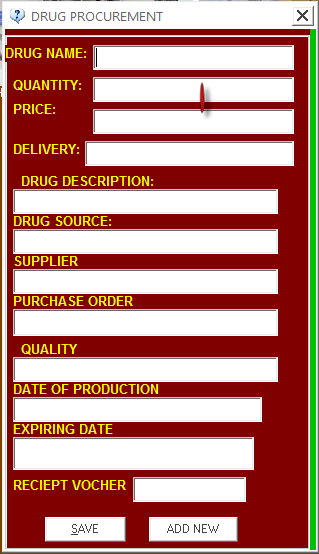 DRUG PROCUREMENT
DRUG NAME:
QUANTITY:
PRICE:
DELIVERY:
DRUG DESCRIPTION:
DRUG SOURCE:
SUPPLIER
PURCHASE ORDER
QUALITY
DATE OF PRODUCTION
EXPIRING DATE
RECIEPT VOCHER
SAVE ADD NEW